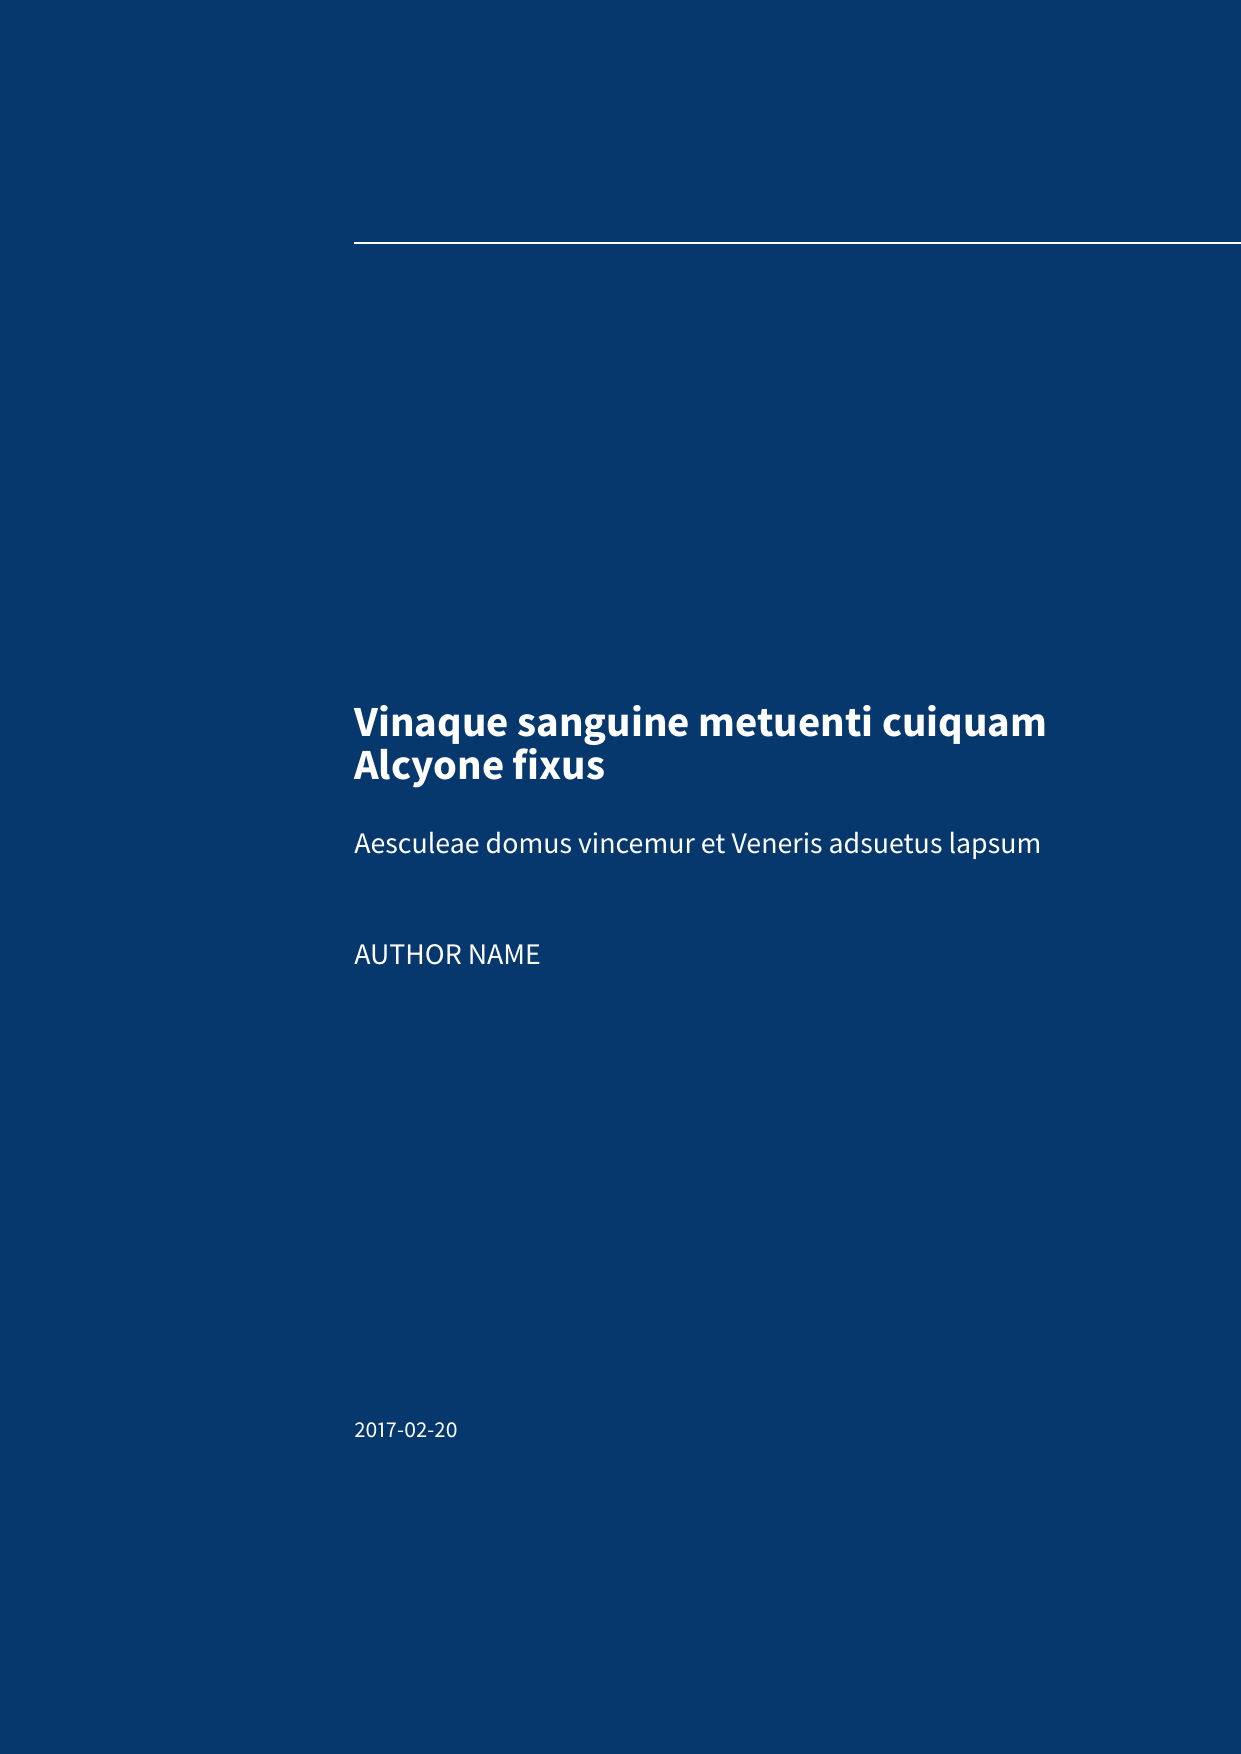 Vinaque sanguine metuenti cuiquam
Alcyone fixus
Aesculeae domus vincemur et Veneris adsuetus lapsum
AUTHOR NAME
2017-02-20